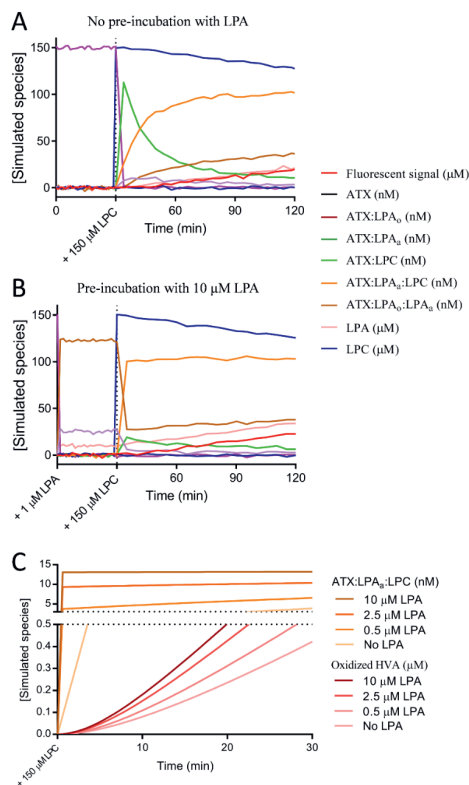 A
No pre-incubation with LPA
[Simulated species]
150
100
50
0
0
60
90
120
+ 150 μM LPC
Time (min)
Fluorescent signal (μM)
ATX (nM)
ATX:LPAo (nM)
ATX:LPAa (nM)
ATX:LPC (nM)
ATX:LPAa:LPC (nM)
ATX:LPAo:LPAa (nM)
LPA (μM)
LPC (μM)
B
Pre-incubation with 10 μM LPA
[Simulated species]
150
100
50
0
60
90
120
+ 1 μM LPA
+ 150 μM LPC
Time (min)
C
[Simulated species]
15
10
5
0.5
0.4
0.3
0.2
0.1
0.0
10
20
30
+ 150 μM LPC
Time (min)
ATX:LPAa:LPC (nM)
10 μM LPA
2.5 μM LPA
0.5 μM LPA
No LPA
Oxidized HVA (μM)
10 μM LPA
2.5 μM LPA
0.5 μM LPA
No LPA